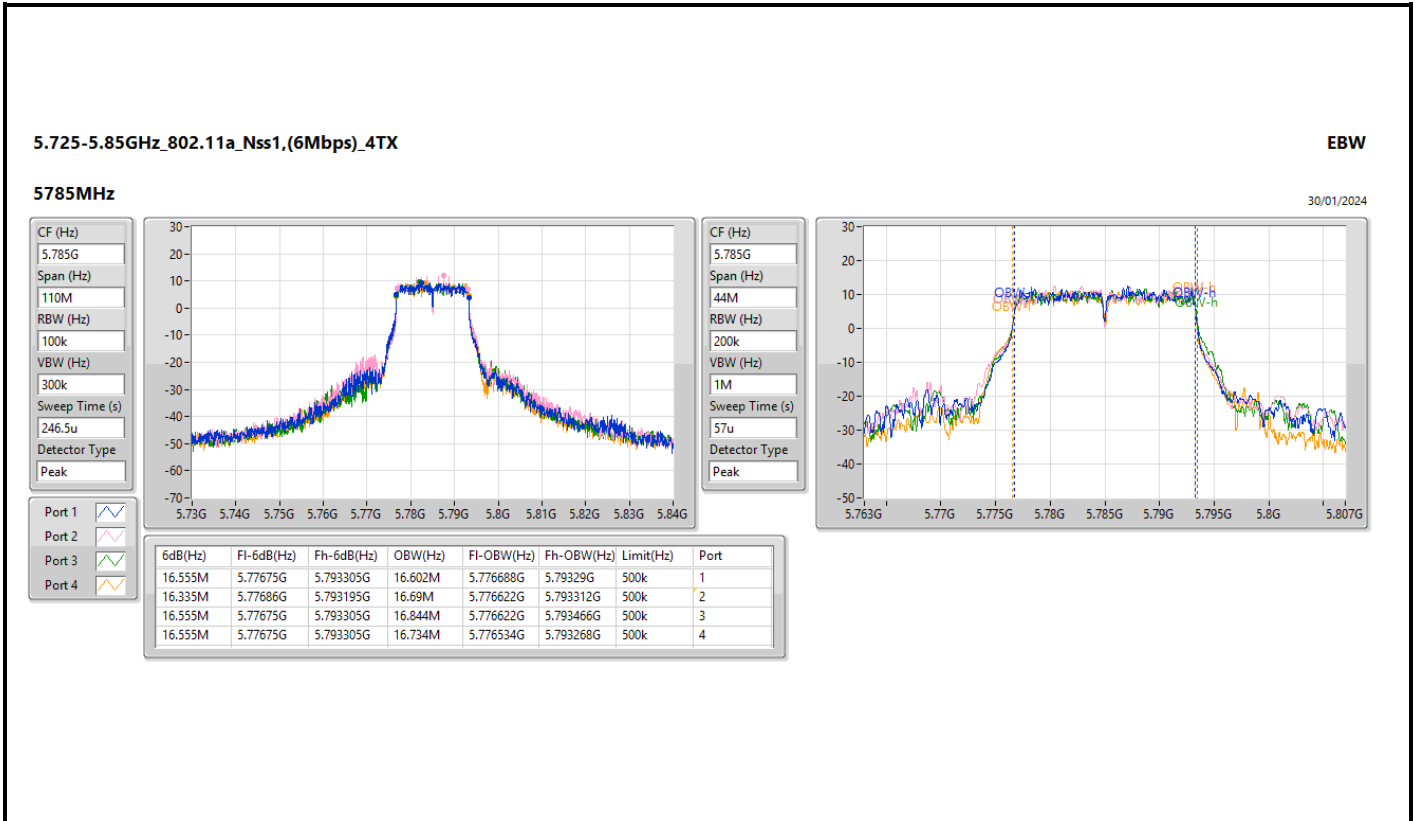 5.725-5.85GHz_802.11a_Nss1,(6Mbps)_4TX
EBW
5785MHz
30/01/2024
CF (Hz)
5.785G
Span (Hz)
110M
RBW (Hz)
100k
VBW (Hz)
300k
Sweep Time (s)
246.5u
Detector Type
Peak
30
20
10
0
-10
-20
-30
-40
-50
-60
-70
5.73G 5.74G 5.75G 5.76G 5.77G 5.78G 5.79G 5.8G 5.81G 5.82G 5.83G 5.84G
CF (Hz)
5.785G
Span (Hz)
44M
RBW (Hz)
200k
VBW (Hz)
1M
Sweep Time (s)
57u
Detector Type
Peak
30
20
10
0
-10
-20
-30
-40
-50
5.763G 5.77G 5.775G 5.78G 5.785G 5.79G 5.795G 5.8G 5.807G
OBW-h
Port 1
Port 2
Port 3
Port 4
6dB(Hz) Fl-6dB(Hz) Fh-6dB(Hz) OBW(Hz) Fl-OBW(Hz) Fh-OBW(Hz) Limit(Hz) Port
16.555M 5.77675G 5.793305G 16.602M 5.776688G 5.79329G 500k 1
16.335M 5.77686G 5.793195G 16.69M 5.776622G 5.793312G 500k 2
16.555M 5.77675G 5.793305G 16.844M 5.776622G 5.793466G 500k 3
16.555M 5.77675G 5.793305G 16.734M 5.776534G 5.793268G 500k 4